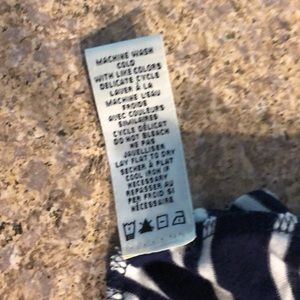 MACHINE WASH
COLD
WITH LIKE COLORS
DELICATE CYCLE
LAVER À LA
MACHINE L'EAU
FROIDE
AVEC COULEURS
SIMILAIRES
CYCLE DÉLICAT
DO NOT BLEACH
NE PAS
JAVELLISER
LAY FLAT TO DRY
SÉCHER À PLAT
COOL IRON IF
NECESSARY
REPASSER AU
FER FROID SI
NÉCESSAIRE